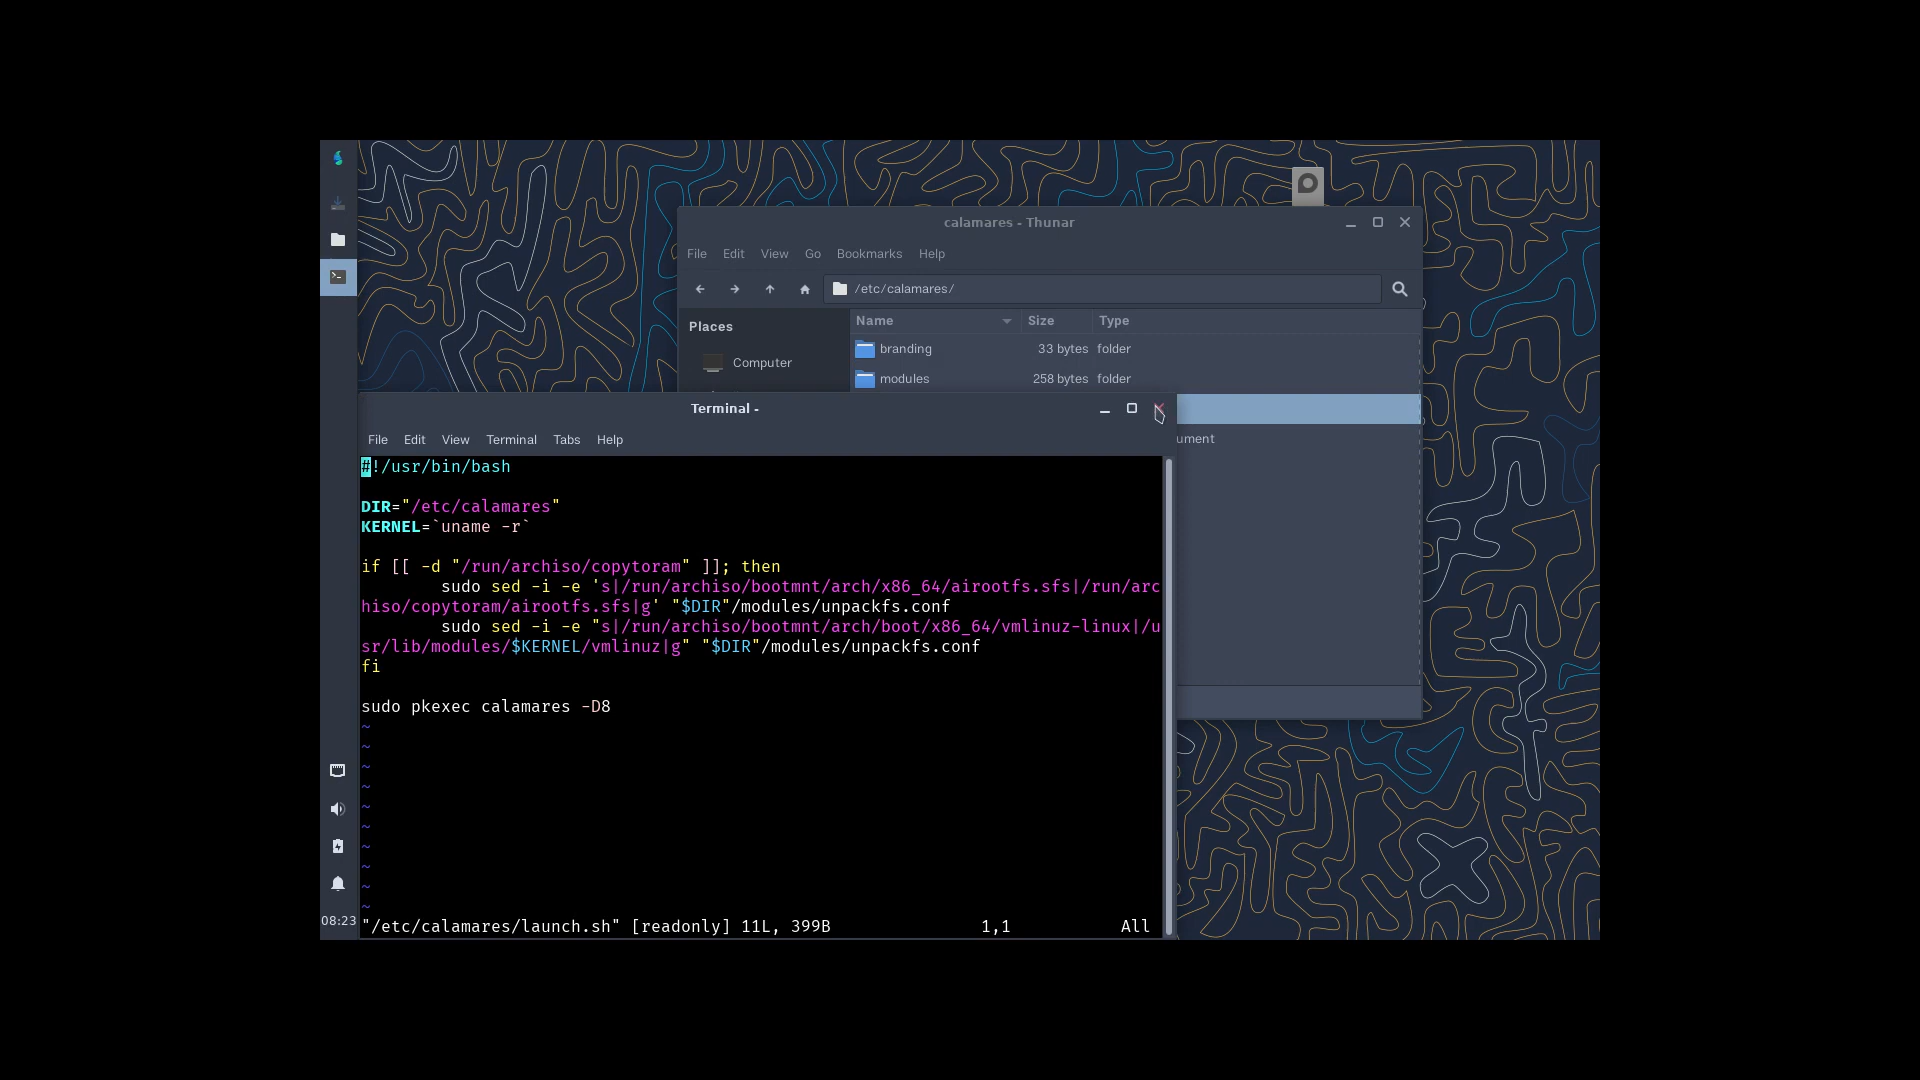 calamares - Thunar
File Edit View Go Bookmarks Help
/etc/calamares/
Places
Name Size Type
Computer
branding 33 bytes folder
modules 258 bytes folder
ument
Terminal -
File Edit View Terminal Tabs Help
#!/usr/bin/bash
DIR="/etc/calamares"
KERNEL=`uname -r`
if [[ -d "/run/archiso/copytoram" ]]; then
sudo sed -i -e 's|/run/archiso/bootmnt/arch/x86_64/airootfs.sfs|/run/arc
hiso/copytoram/airootfs.sfs|g' "$DIR"/modules/unpackfs.conf
sudo sed -i -e "s|/run/archiso/bootmnt/arch/boot/x86_64/vmlinuz-linux|/u
sr/lib/modules/$KERNEL/vmlinuz|g" "$DIR"/modules/unpackfs.conf
fi
sudo pkexec calamares -D8
~
~
~
~
~
~
~
~
~
~
"/etc/calamares/launch.sh" [readonly] 11L, 399B 1,1 All
08:23